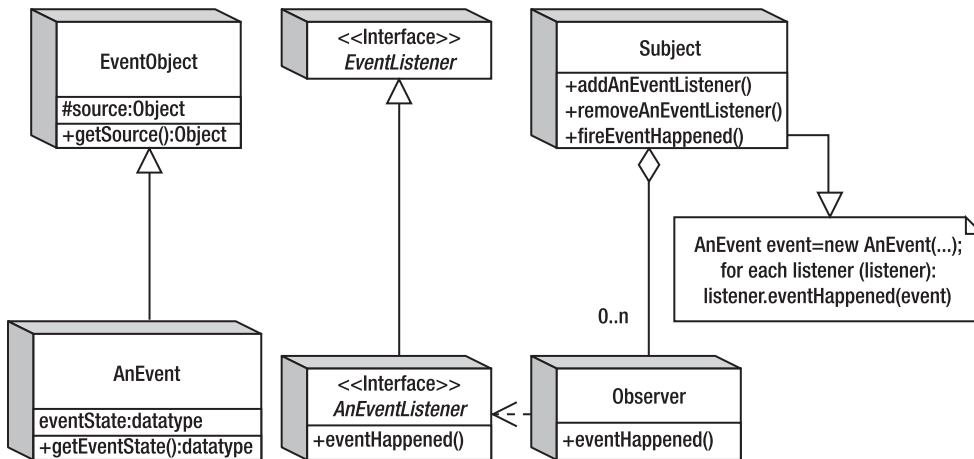 EventObject
#source:Object
+getSource():Object
<<Interface>>
EventListener
Subject
+addAnEventListener()
+removeAnEventListener()
+fireEventHappened()
AnEvent event=new AnEvent(...);
for each listener (listener):
listener.eventHappened(event)
0..n
AnEvent
eventState:datatype
+getEventState():datatype
<<Interface>>
AnEventListener
+eventHappened()
Observer
+eventHappened()